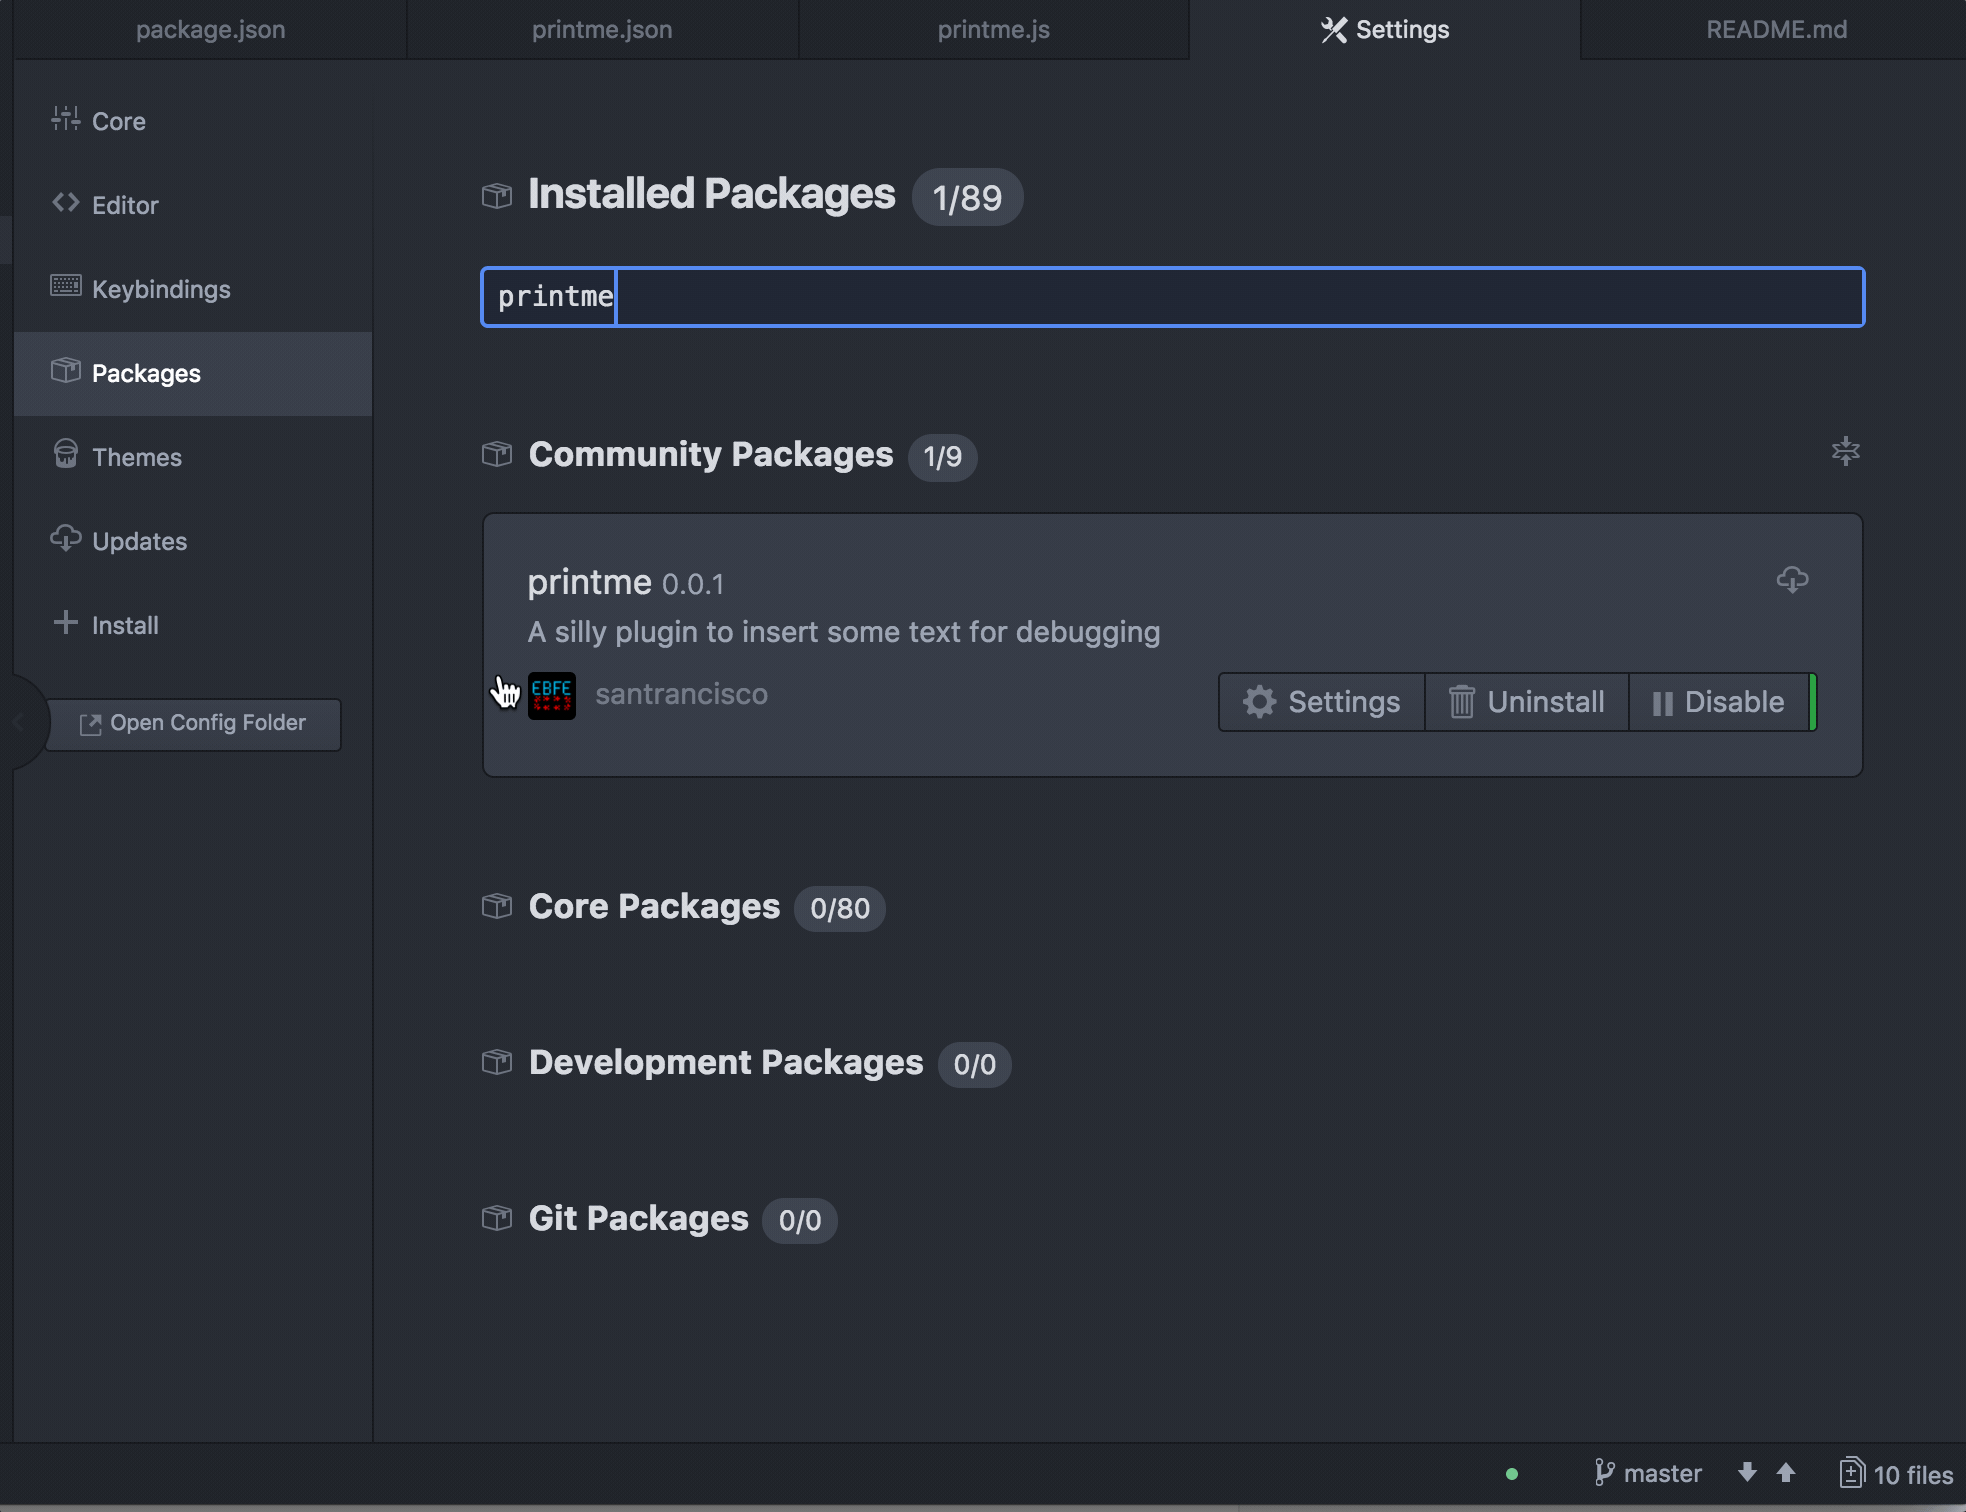 package.json
printme.json
printme.js
Settings
README.md
Core
Editor
Keybindings
Packages
Themes
Updates
Install
Open Config Folder
Installed Packages 1/89
printme
Community Packages 1/9
printme 0.0.1
A silly plugin to insert some text for debugging
EBFE
santrancisco
Settings
Uninstall
Disable
Core Packages 0/80
Development Packages 0/0
Git Packages 0/0
master
10 files